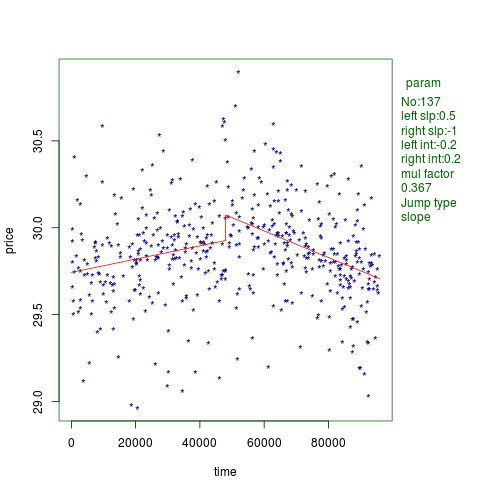 param
No:137
left slp:0.5
right slp:-1
left int:-0.2
right int:0.2
mul factor
0.367
Jump type
slope
30.5
30.0
29.5
29.0
price
0 20000 40000 60000 80000
time